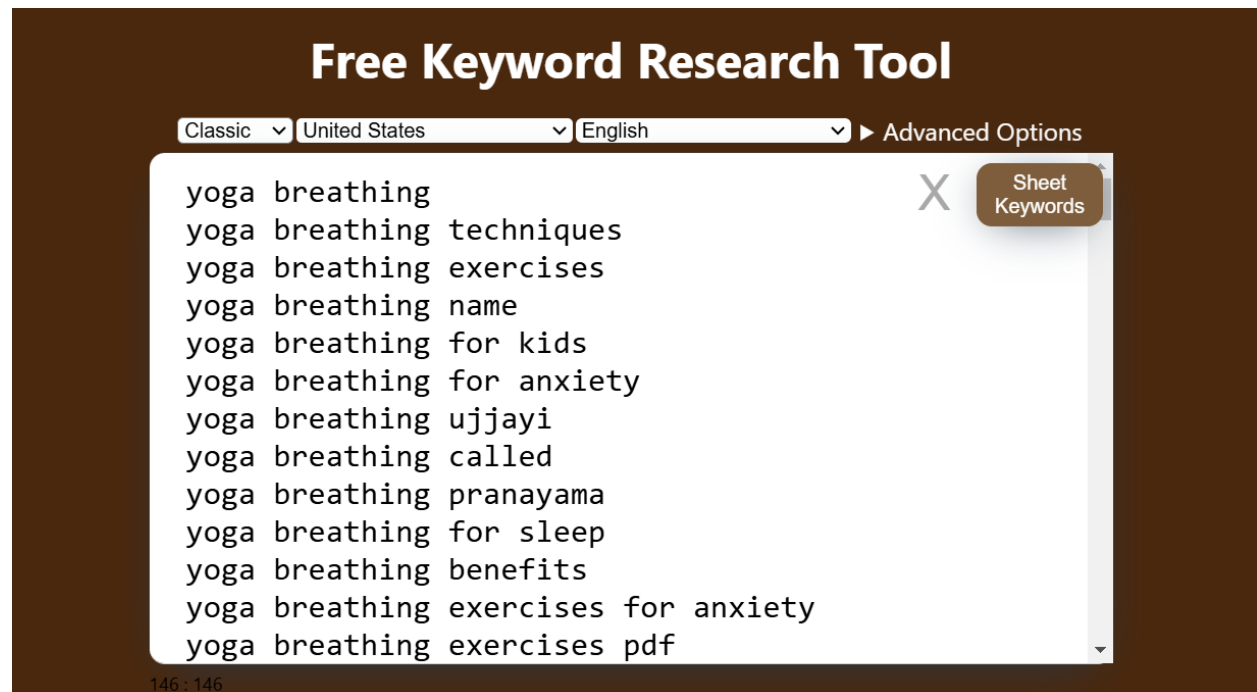 Free Keyword Research Tool
Classic United States English ▶ Advanced Options
X Sheet Keywords
yoga breathing
yoga breathing techniques
yoga breathing exercises
yoga breathing name
yoga breathing for kids
yoga breathing for anxiety
yoga breathing ujjayi
yoga breathing called
yoga breathing pranayama
yoga breathing for sleep
yoga breathing benefits
yoga breathing exercises for anxiety
yoga breathing exercises pdf
146 : 146